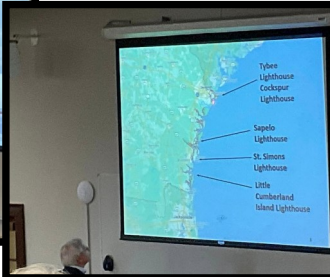 Tybee
Lighthouse
Cockspur
Lighthouse
Sapelo
Lighthouse
St. Simons
Lighthouse
Little
Cumberland
Island Lighthouse